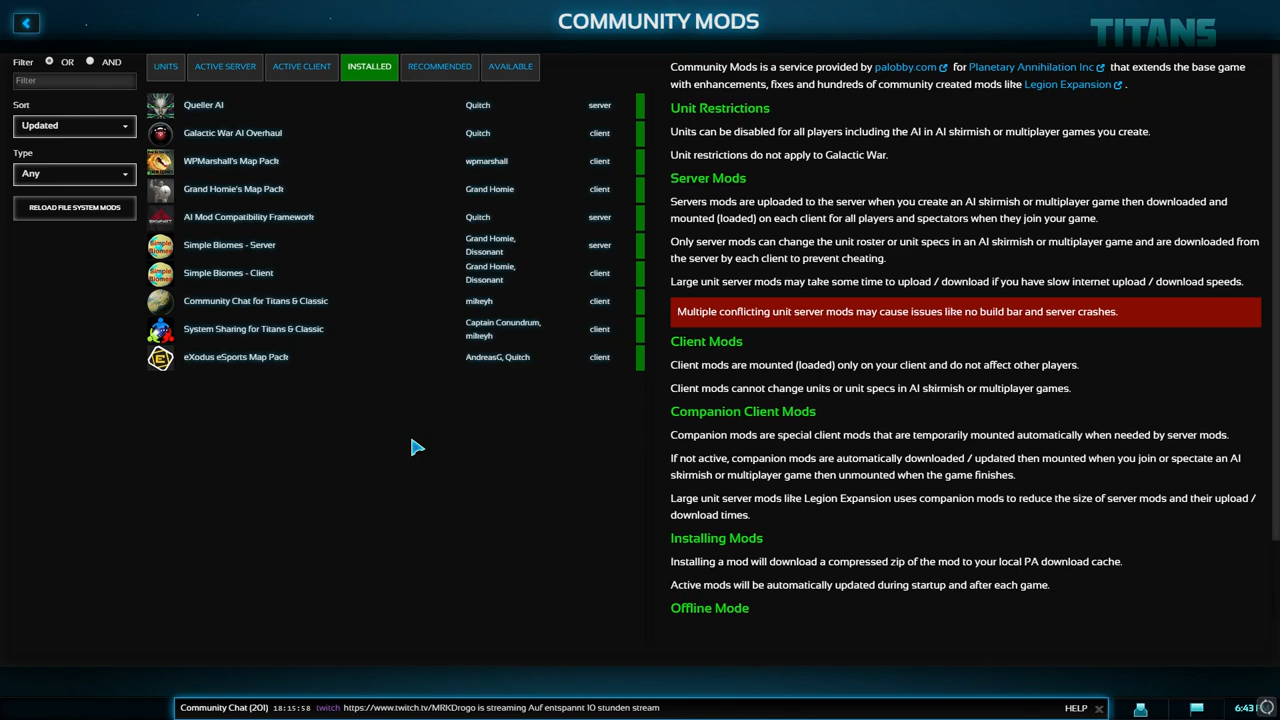 COMMUNITY MODS
TITANS
Filter OR AND
Filter
Sort
Updated
Type
Any
RELOAD FILE SYSTEM MODS
UNITS ACTIVE SERVER ACTIVE CLIENT INSTALLED RECOMMENDED AVAILABLE
Queller AI Quitch server
Galactic War AI Overhaul Quitch client
WPMarshall's Map Pack wpmarshall client
Grand Homie's Map Pack Grand Homie client
AI Mod Compatibility Framework Quitch server
Simple Biomes - Server Grand Homie, Dissonant server
Simple Biomes - Client Grand Homie, Dissonant client
Community Chat for Titans & Classic mikeyh client
System Sharing for Titans & Classic Captain Conundrum, mikeyh client
eXodus eSports Map Pack AndreasG, Quitch client
Community Mods is a service provided by palobby.com for Planetary Annihilation Inc that extends the base game
with enhancements, fixes and hundreds of community created mods like Legion Expansion .
Unit Restrictions
Units can be disabled for all players including the AI in AI skirmish or multiplayer games you create.
Unit restrictions do not apply to Galactic War.
Server Mods
Servers mods are uploaded to the server when you create an AI skirmish or multiplayer game then downloaded and
mounted (loaded) on each client for all players and spectators when they join your game.
Only server mods can change the unit roster or unit specs in an AI skirmish or multiplayer game and are downloaded from
the server by each client to prevent cheating.
Large unit server mods may take some time to upload / download if you have slow internet upload / download speeds.
Multiple conflicting unit server mods may cause issues like no build bar and server crashes.
Client Mods
Client mods are mounted (loaded) only on your client and do not affect other players.
Client mods cannot change units or unit specs in AI skirmish or multiplayer games.
Companion Client Mods
Companion mods are special client mods that are temporarily mounted automatically when needed by server mods.
If not active, companion mods are automatically downloaded / updated then mounted when you join or spectate an AI
skirmish or multiplayer game then unmounted when the game finishes.
Large unit server mods like Legion Expansion uses companion mods to reduce the size of server mods and their upload /
download times.
Installing Mods
Installing a mod will download a compressed zip of the mod to your local PA download cache.
Active mods will be automatically updated during startup and after each game.
Offline Mode
Community Chat (201) 18:15:58 twitch https://www.twitch.tv/MRKDrogo is streaming Auf entspannt 10 stunden stream
HELP
6:43